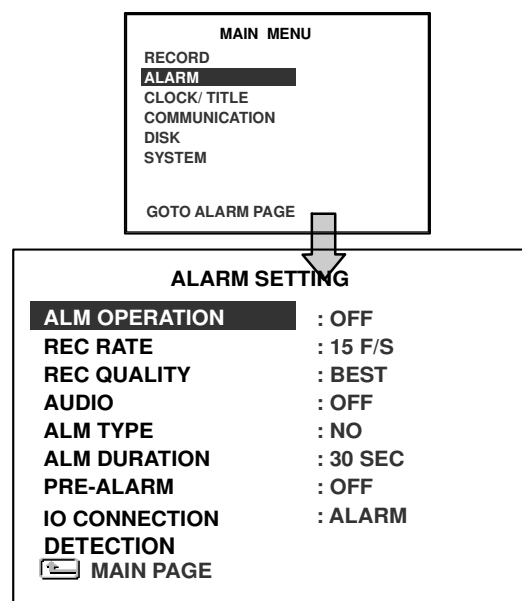 MAIN MENU
RECORD
ALARM
CLOCK/ TITLE
COMMUNICATION
DISK
SYSTEM
GOTO ALARM PAGE
ALARM SETTING
ALM OPERATION : OFF
REC RATE : 15 F/S
REC QUALITY : BEST
AUDIO : OFF
ALM TYPE : NO
ALM DURATION : 30 SEC
PRE-ALARM : OFF
IO CONNECTION : ALARM
DETECTION
MAIN PAGE